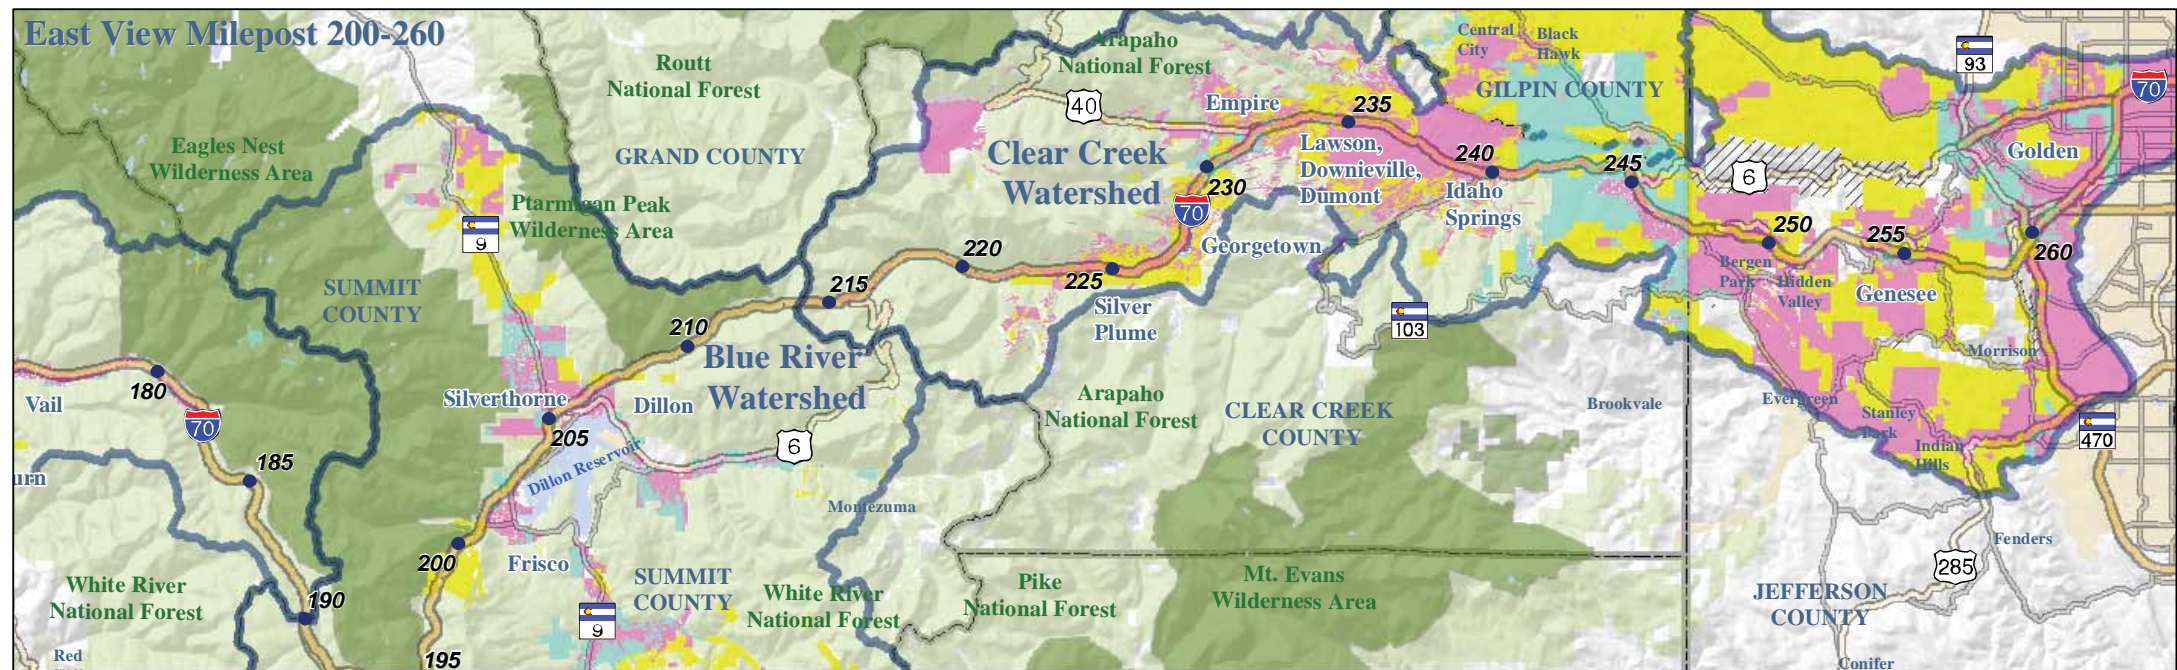 East View Milepost 200-260
Routt
National Forest
Arapaho
National Forest
Central
City
Black
Hawk
93
70
GILPIN COUNTY
40
Empire
235
Eagles Nest
Wilderness Area
GRAND COUNTY
Clear Creek
Watershed
Lawson,
Downieville,
Dumont
240
245
6
Golden
230
70
Idaho
Springs
Ptarmigan Peak
Wilderness Area
9
Georgetown
250
255
260
220
225
215
Bergen
Park
Hidden
Valley
Genesee
SUMMIT
COUNTY
Silver
Plume
103
210
Blue River
Watershed
Morrison
180
Vail
70
Silverthorne
Dillon
205
Arapaho
National Forest
CLEAR CREEK
COUNTY
Brookvale
Evergreen
Stanley
Park
470
6
Indian
Hills
185
urn
Dillon Reservoir
Montezuma
200
Frisco
Fenders
285
White River
National Forest
190
SUMMIT
COUNTY
White River
National Forest
Pike
National Forest
Mt. Evans
Wilderness Area
JEFFERSON
COUNTY
9
Red
195
Conifer